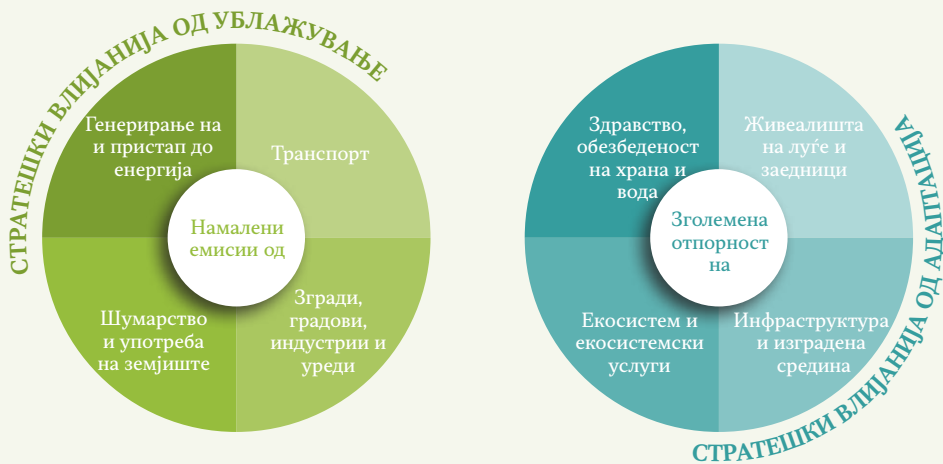 СТРАТЕШКИ ВЛИЈАНИЈА ОД УБЛАЖУВАЊЕ
Генерирање на
и пристап до
енергија
Транспорт
Намалени
емисии од
Шумарство
и употреба
на земјиште
Згради,
градови,
индустрии и
уреди
Здравство,
обезбеденост
на храна и
вода
Живеалишта
на луѓе и
заедници
Зголемена
отпорност
на
Екосистем и
екосистемски
услуги
Инфраструктура
и изградена
средина
СТРАТЕШКИ ВЛИЈАНИЈА ОД АДАПТАЦИЈА